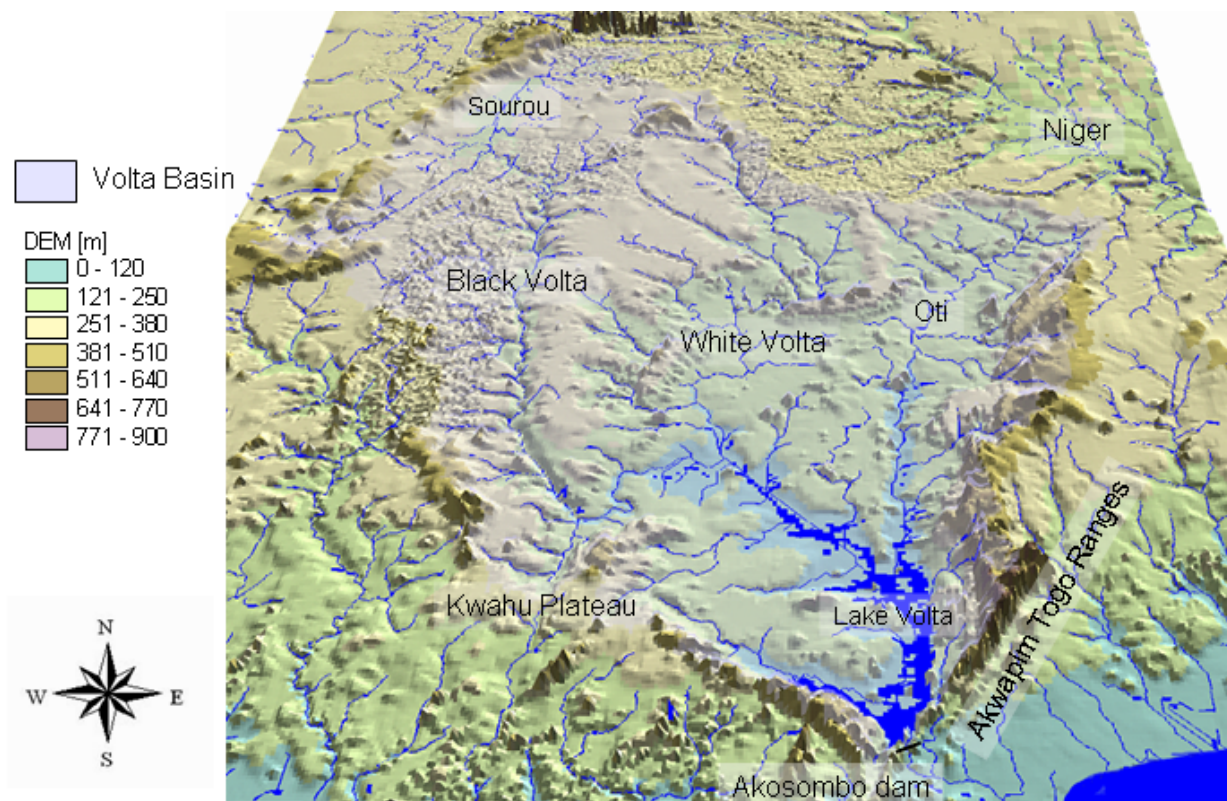 Sourou
Niger
Volta Basin
DEM [m]
0 - 120
121 - 250
251 - 380
381 - 510
511 - 640
641 - 770
771 - 900
Black Volta
Oti
White Volta
Akwapim Togo Ranges
Kwahu Plateau
Lake Volta
N
W
E
S
Akosombo dam